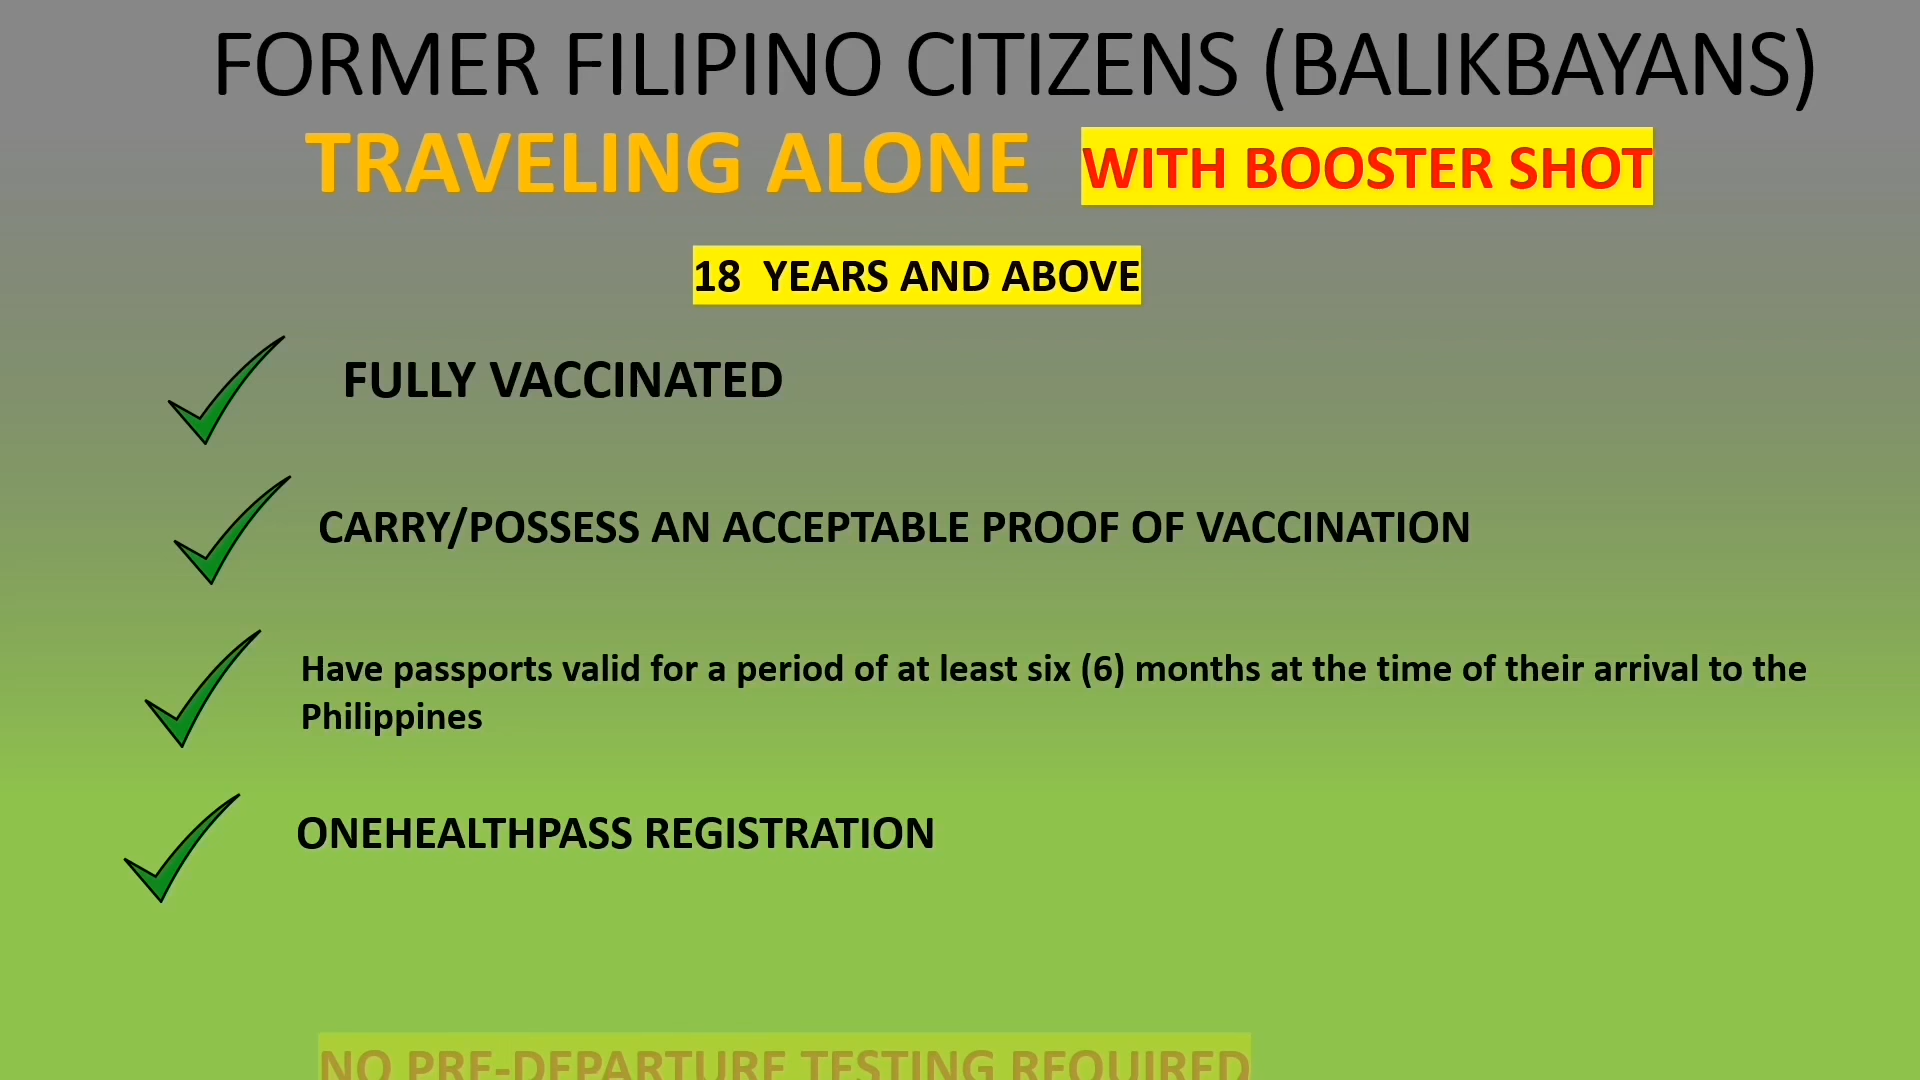 FORMER FILIPINO CITIZENS (BALIKBAYANS)
TRAVELING ALONE WITH BOOSTER SHOT
18 YEARS AND ABOVE
FULLY VACCINATED
CARRY/POSSESS AN ACCEPTABLE PROOF OF VACCINATION
Have passports valid for a period of at least six (6) months at the time of their arrival to the
Philippines
ONEHEALTHPASS REGISTRATION
NO PRE-DEPARTURE TESTING REQUIRED